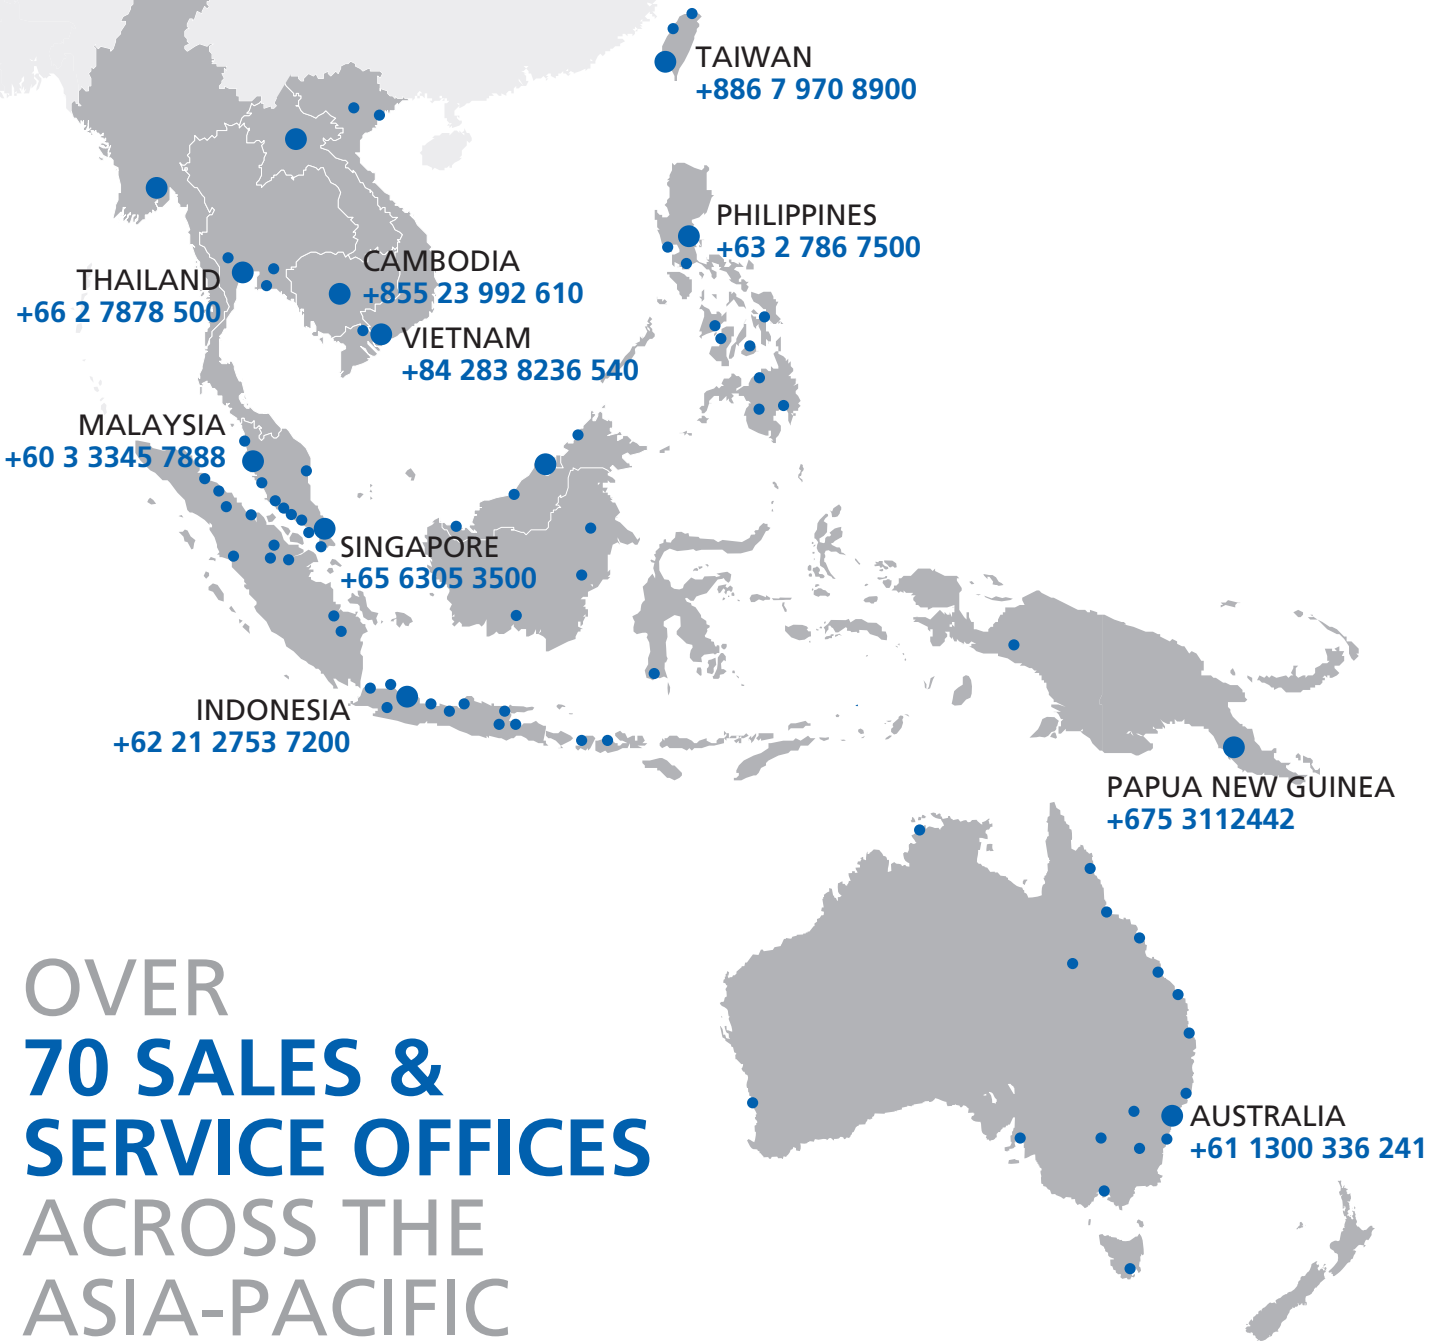 TAIWAN
+886 7 970 8900
PHILIPPINES
+63 2 786 7500
CAMBODIA
+855 23 992 610
THAILAND
+66 2 7878 500
VIETNAM
+84 283 8236 540
MALAYSIA
+60 3 3345 7888
SINGAPORE
+65 6305 3500
INDONESIA
+62 21 2753 7200
PAPUA NEW GUINEA
+675 3112442
AUSTRALIA
+61 1300 336 241
OVER
70 SALES &
SERVICE OFFICES
ACROSS THE
ASIA-PACIFIC